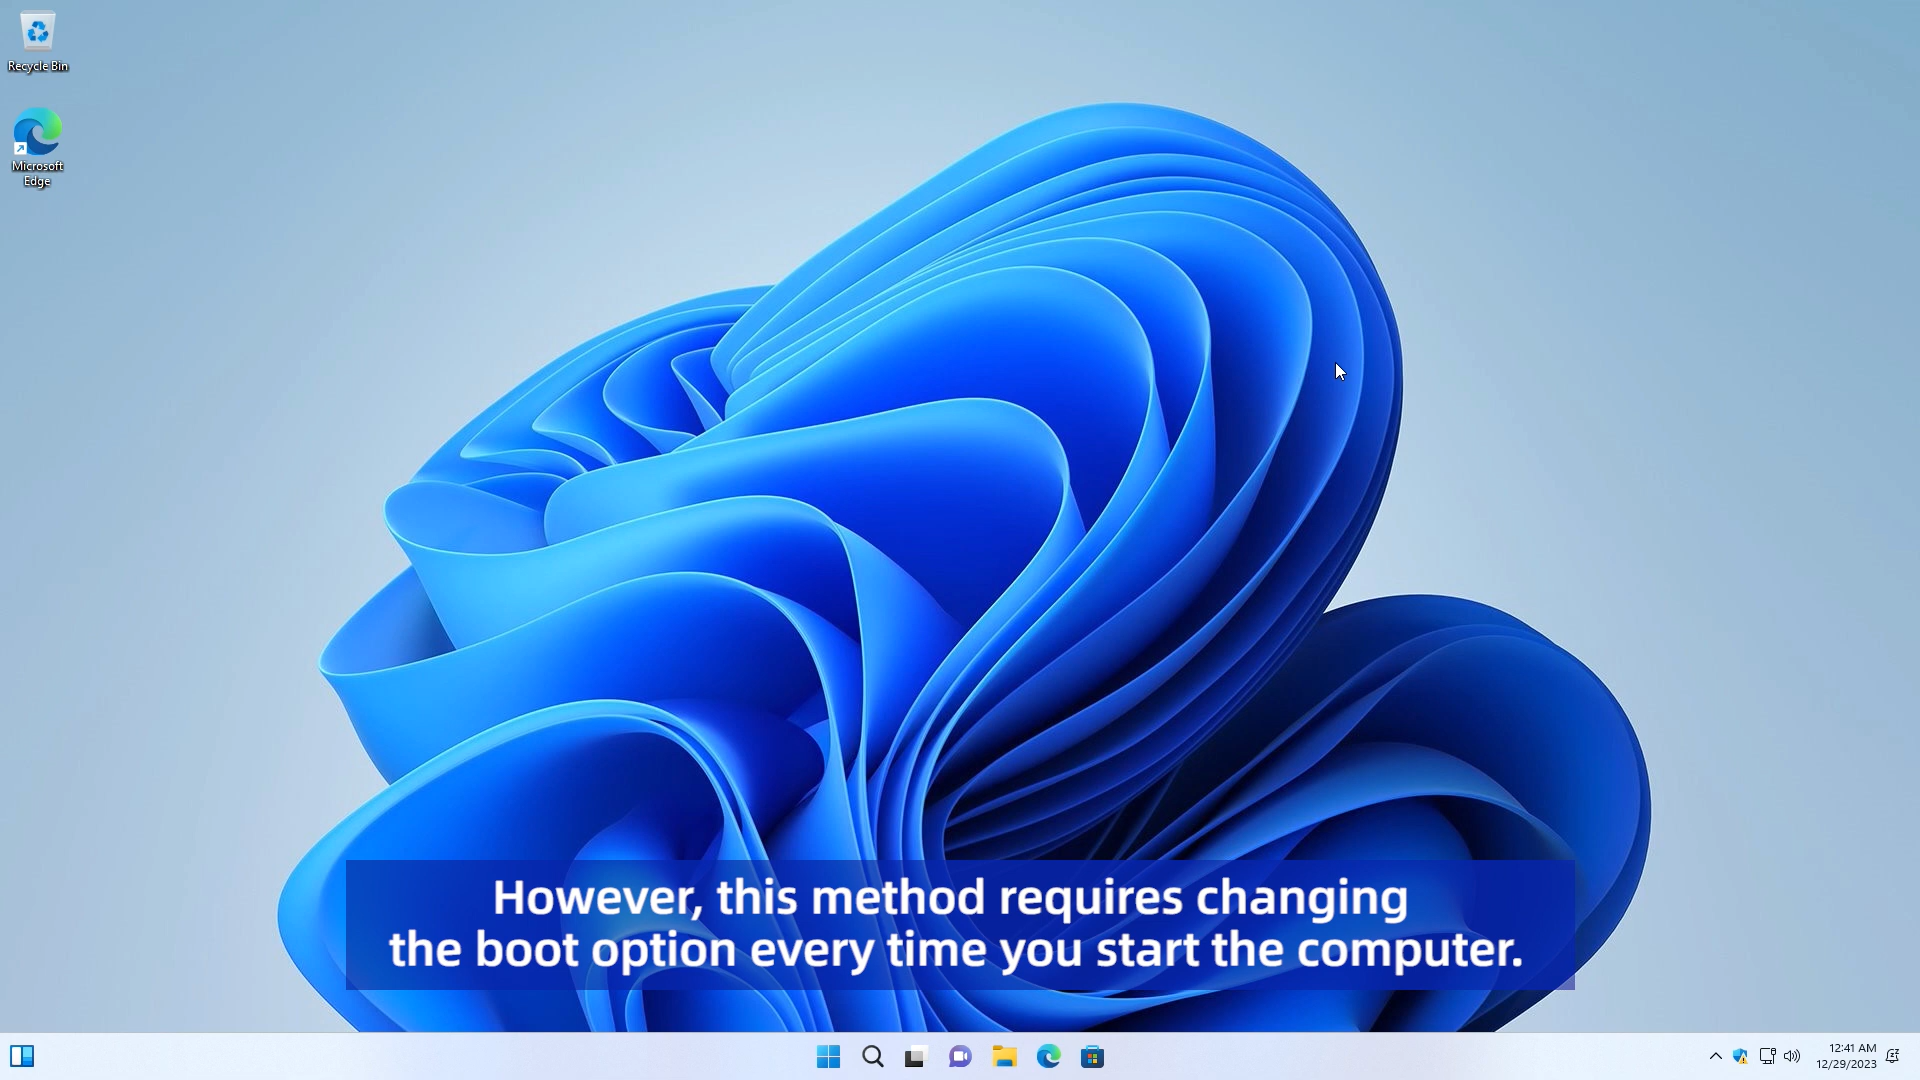 Recycle Bin
Microsoft
Edge
However, this method requires changing
the boot option every time you start the computer.
12:41 AM
12/29/2023